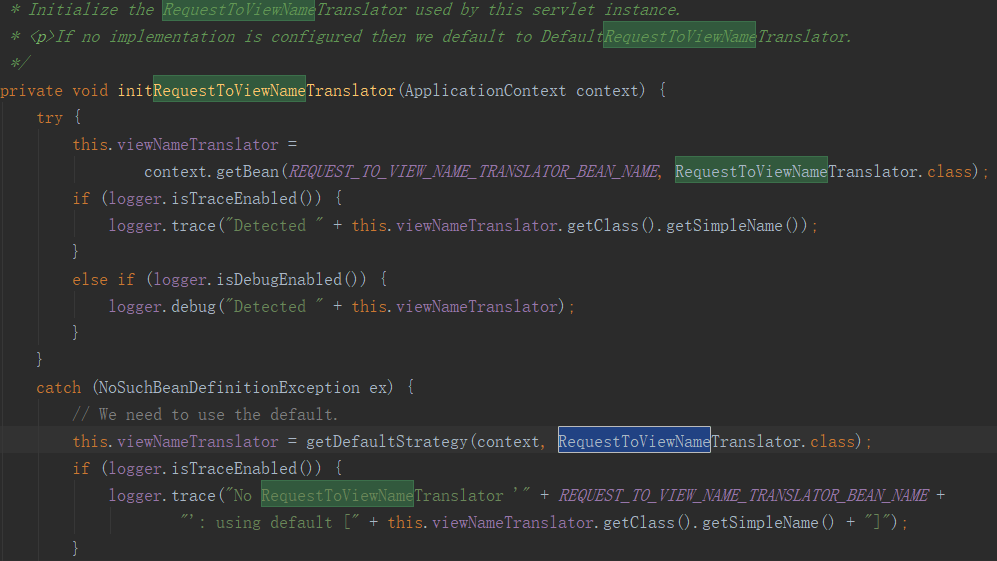 * Initialize the RequestToViewNameTranslator used by this servlet instance.
* <p>If no implementation is configured then we default to DefaultRequestToViewNameTranslator.
*/
private void initRequestToViewNameTranslator(ApplicationContext context) {
try {
this.viewNameTranslator =
context.getBean(REQUEST_TO_VIEW_NAME_TRANSLATOR_BEAN_NAME, RequestToViewNameTranslator.class);
if (logger.isTraceEnabled()) {
logger.trace("Detected " + this.viewNameTranslator.getClass().getSimpleName());
}
else if (logger.isDebugEnabled()) {
logger.debug("Detected " + this.viewNameTranslator);
}
}
catch (NoSuchBeanDefinitionException ex) {
// We need to use the default.
this.viewNameTranslator = getDefaultStrategy(context, RequestToViewNameTranslator.class);
if (logger.isTraceEnabled()) {
logger.trace("No RequestToViewNameTranslator '" + REQUEST_TO_VIEW_NAME_TRANSLATOR_BEAN_NAME +
"': using default [" + this.viewNameTranslator.getClass().getSimpleName() + "]");
}